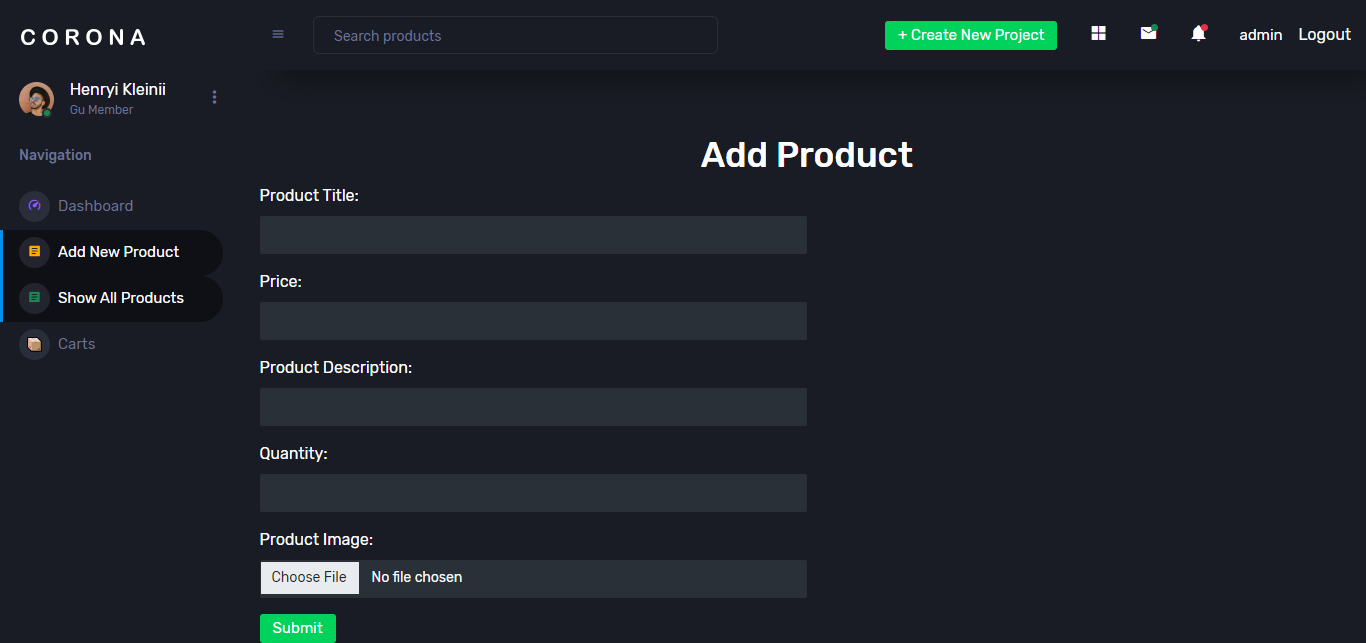 CORONA
Search products
+ Create New Project
admin
Logout
Henryi Kleinii
Gu Member
Navigation
Dashboard
Add New Product
Show All Products
Carts
Add Product
Product Title:
Price:
Product Description:
Quantity:
Product Image:
Choose File No file chosen
Submit